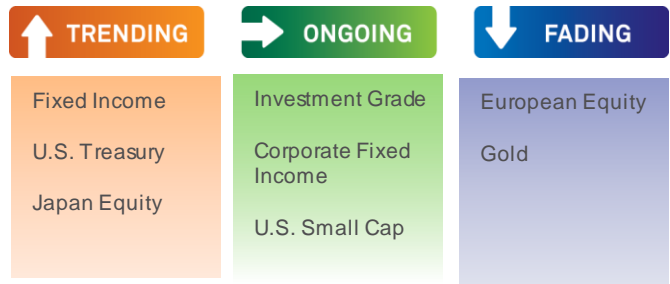 TRENDING
Fixed Income
U.S. Treasury
Japan Equity
ONGOING
Investment Grade
Corporate Fixed
Income
U.S. Small Cap
FADING
European Equity
Gold